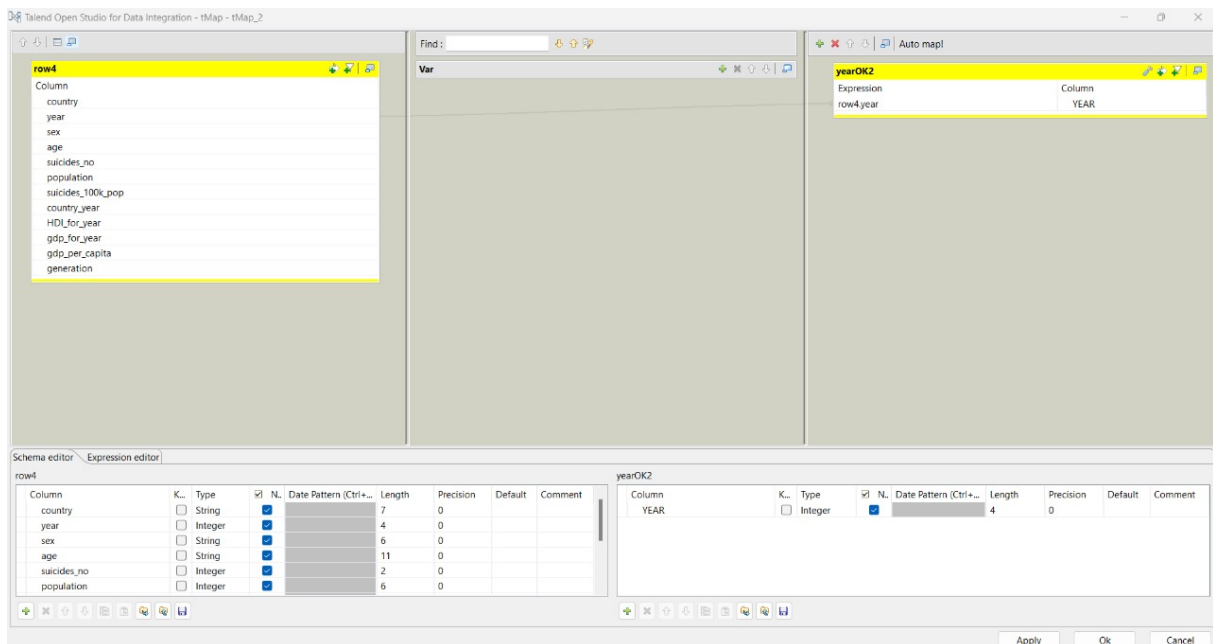 Talend Open Studio for Data Integration - tMap - tMap_2
Find :
Auto map!
row4
Column
country
year
sex
age
suicides_no
population
suicides_100k_pop
country_year
HDI_for_year
gdp_for_year
gdp_per_capita
generation
Var
yearOK2
Expression Column
row4.year YEAR
Schema editor Expression editor
row4
Column K... Type N.. Date Pattern (Ctrl+... Length Precision Default Comment
country String 7 0
year Integer 4 0
sex String 6 0
age String 11 0
suicides_no Integer 2 0
population Integer 6 0
yearOK2
Column K... Type N.. Date Pattern (Ctrl+... Length Precision Default Comment
YEAR Integer 4 0
Apply Ok Cancel